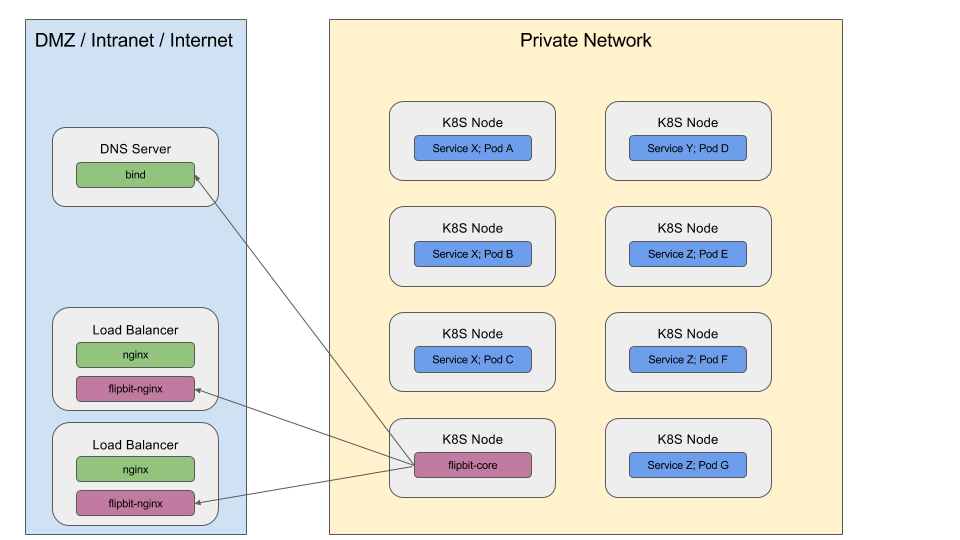 DMZ / Intranet / Internet
DNS Server
bind
Load Balancer
nginx
flipbit-nginx
Load Balancer
nginx
flipbit-nginx
Private Network
K8S Node
Service X; Pod A
K8S Node
Service Y; Pod D
K8S Node
Service X; Pod B
K8S Node
Service Z; Pod E
K8S Node
Service X; Pod C
K8S Node
Service Z; Pod F
K8S Node
flipbit-core
K8S Node
Service Z; Pod G